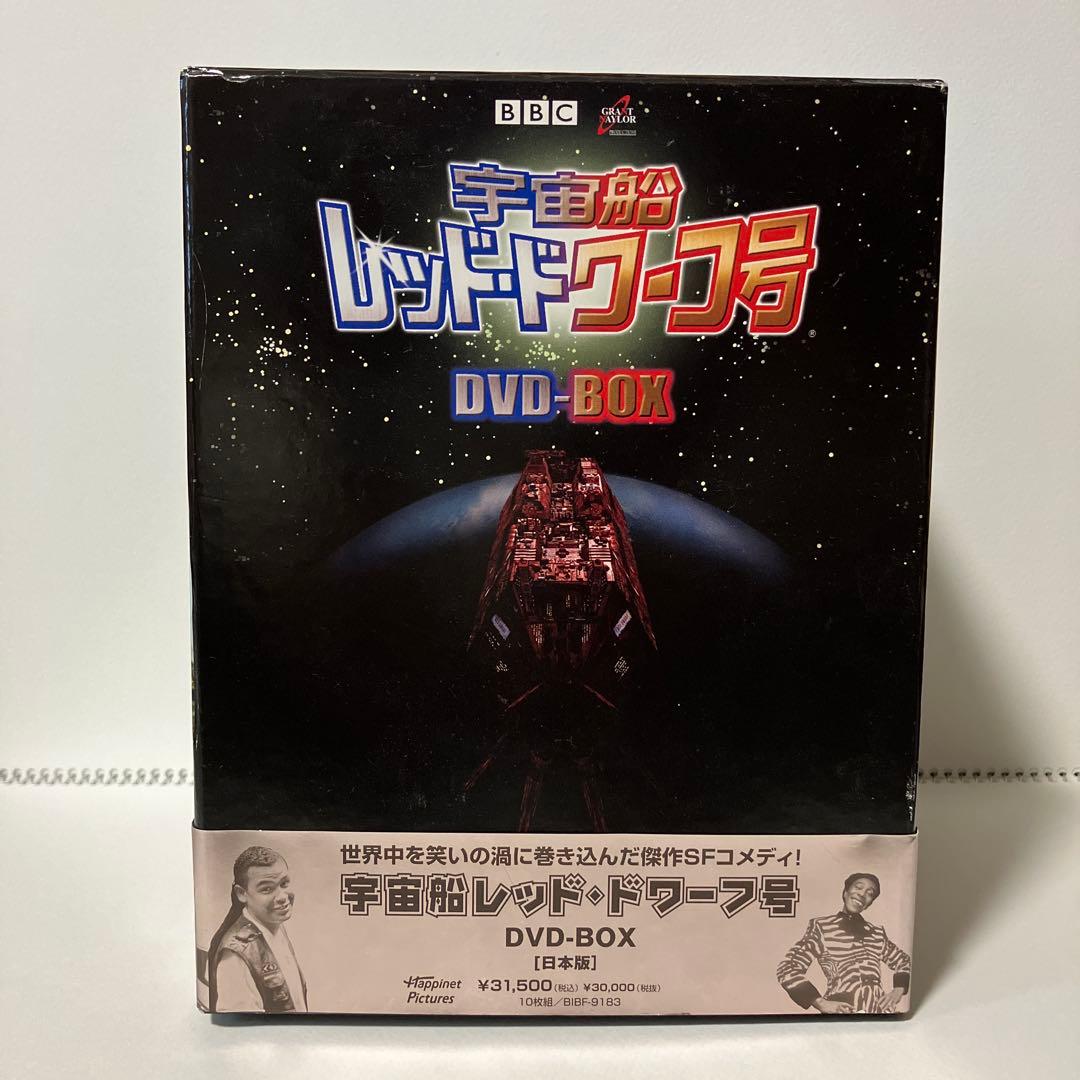 BBC
GRANT
NAYLOR
PRODUCTIONS
宇宙船
レッド・ドワーフ号
®
DVD-BOX
世界中を笑いの渦に巻き込んだ傑作SFコメディ!
宇宙船レッド・ドワーフ号
DVD-BOX
[日本版]
Happinet
Pictures
¥31,500(税込) ¥30,000(税抜)
10枚組/BIBF-9183